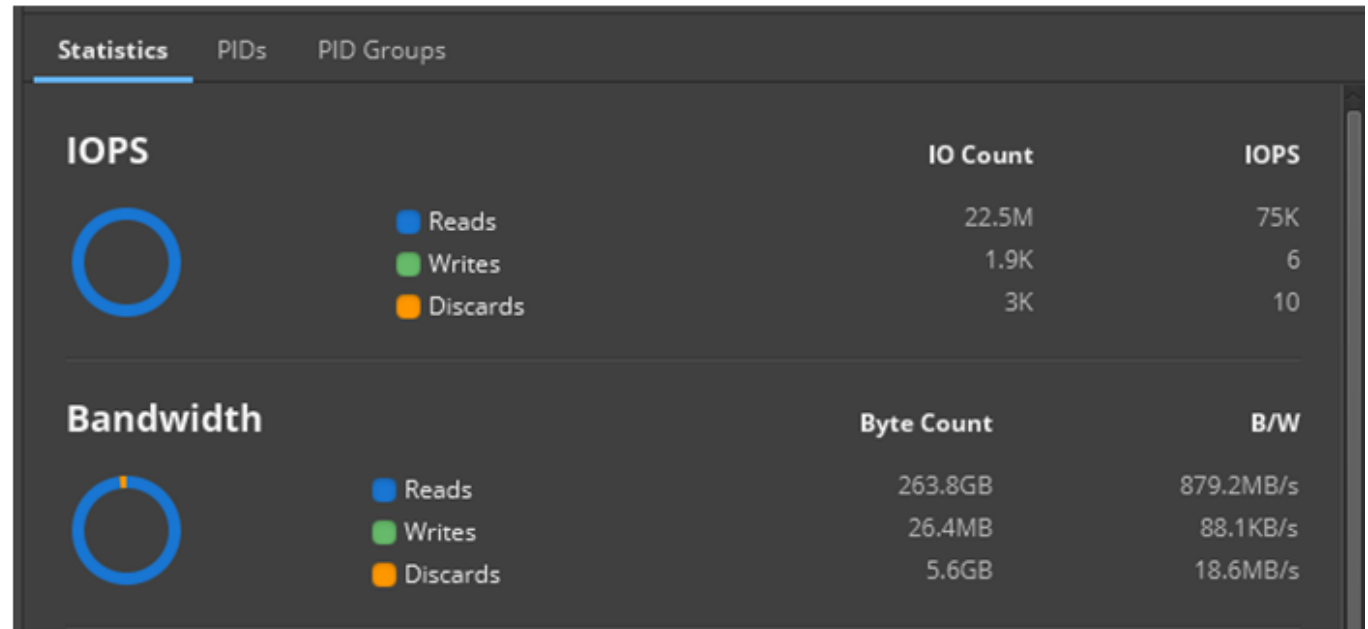 Statistics PIDs PID Groups
IOPS IO Count IOPS
Reads 22.5M 75K
Writes 1.9K 6
Discards 3K 10
Bandwidth Byte Count B/W
Reads 263.8GB 879.2MB/s
Writes 26.4MB 88.1KB/s
Discards 5.6GB 18.6MB/s